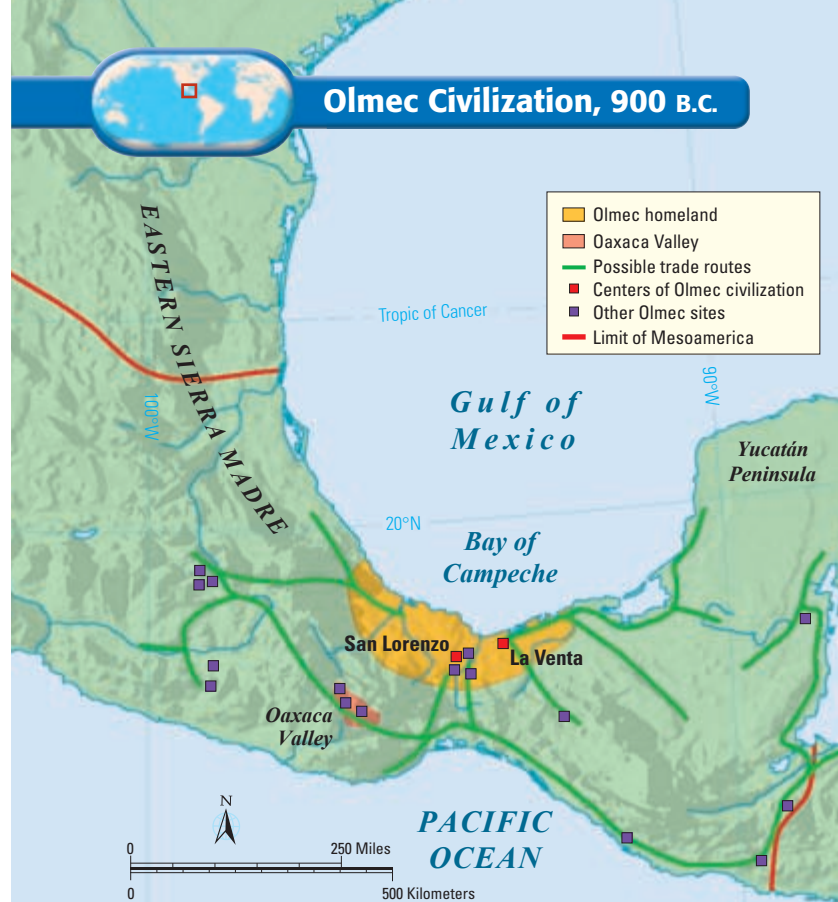 Olmec Civilization, 900 B.C.
Olmec homeland
Oaxaca Valley
Possible trade routes
Centers of Olmec civilization
Other Olmec sites
Limit of Mesoamerica
EASTERN SIERRA MADRE
Tropic of Cancer
100°W
90°W
Gulf of
Mexico
Yucatán
Peninsula
20°N
Bay of
Campeche
San Lorenzo
La Venta
Oaxaca
Valley
PACIFIC
OCEAN
N
0
250 Miles
0
500 Kilometers